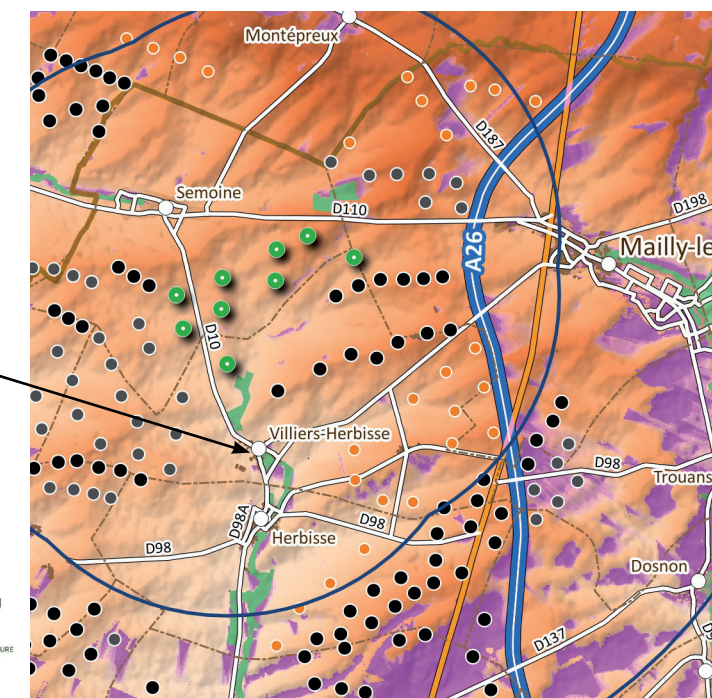 Montépreux
D187
Semoine
D110
D198
A26
Mailly-le
D10
Villiers-Herbisse
D98
Trouans
D98A
D98
Herbisse
D98
Dosnon
D137
URE